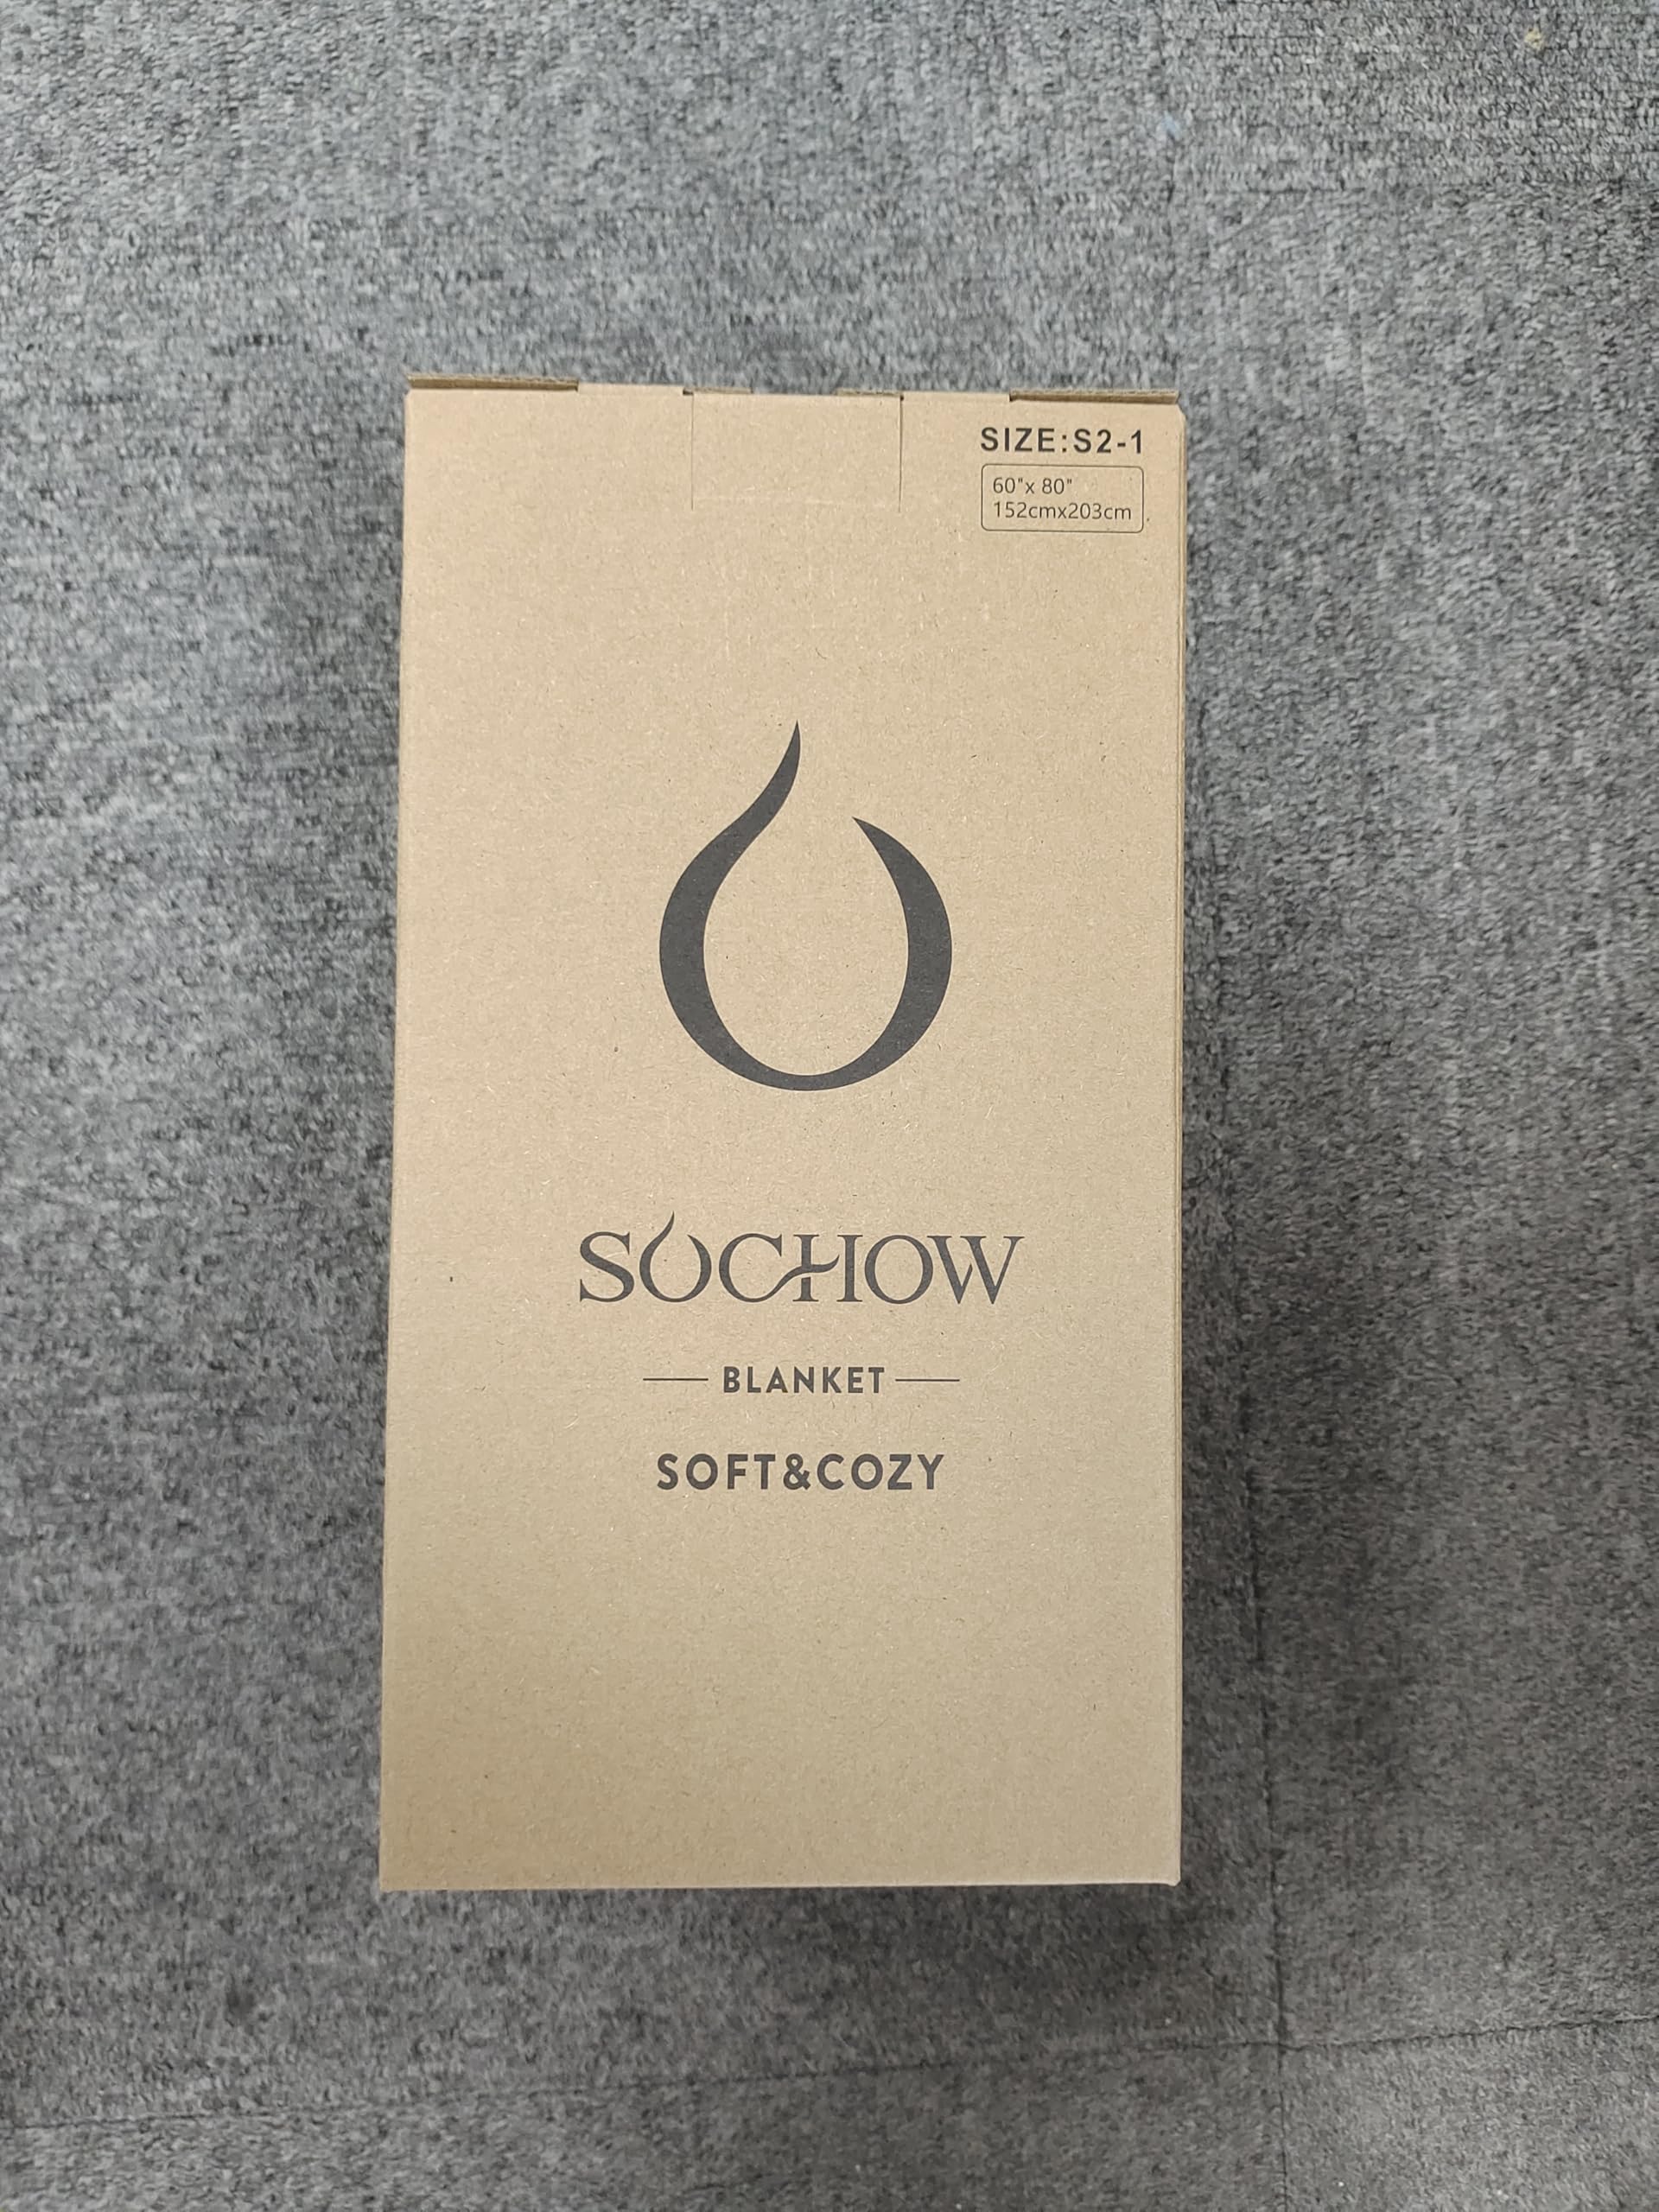 SIZE:S2-1
60"x 80"
152cmx203cm
SOCHOW
BLANKET
SOFT&COZY